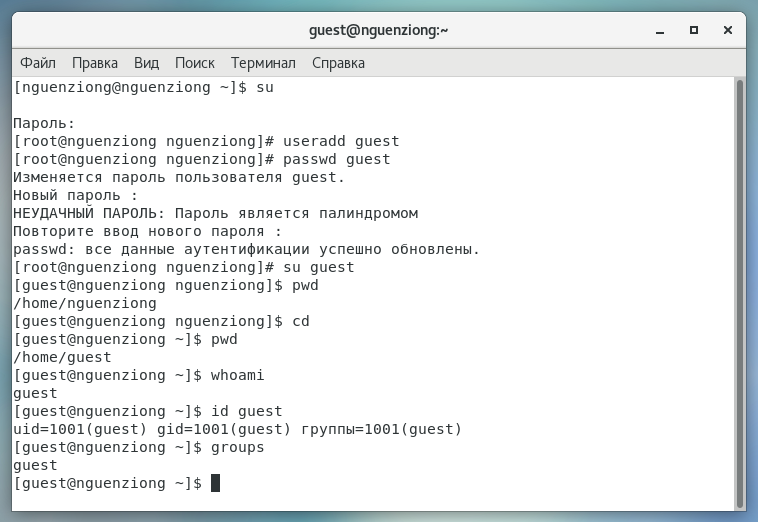 guest@nguenziong:~
Файл Правка Вид Поиск Терминал Справка
[nguenziong@nguenziong ~]$ su
Пароль:
[root@nguenziong nguenziong]# useradd guest
[root@nguenziong nguenziong]# passwd guest
Изменяется пароль пользователя guest.
Новый пароль :
НЕУДАЧНЫЙ ПАРОЛЬ: Пароль является палиндромом
Повторите ввод нового пароля :
passwd: все данные аутентификации успешно обновлены.
[root@nguenziong nguenziong]# su guest
[guest@nguenziong nguenziong]$ pwd
/home/nguenziong
[guest@nguenziong nguenziong]$ cd
[guest@nguenziong ~]$ pwd
/home/guest
[guest@nguenziong ~]$ whoami
guest
[guest@nguenziong ~]$ id guest
uid=1001(guest) gid=1001(guest) группы=1001(guest)
[guest@nguenziong ~]$ groups
guest
[guest@nguenziong ~]$